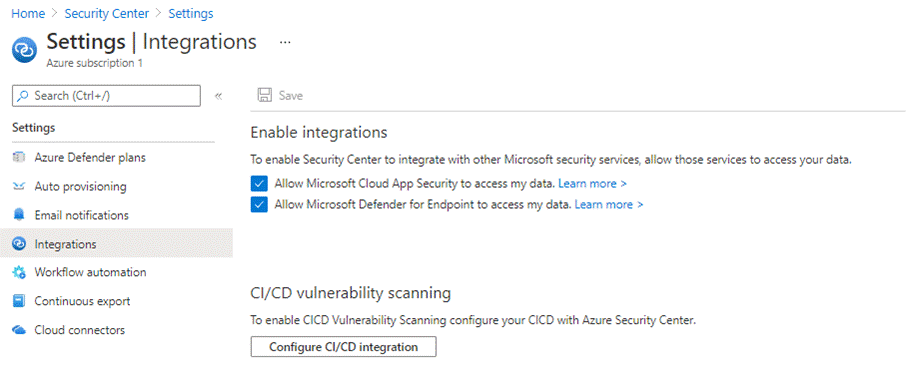 Home > Security Center > Settings
Settings | Integrations ...
Azure subscription 1
Search (Ctrl+/) «
Settings
Azure Defender plans
Auto provisioning
Email notifications
Integrations
Workflow automation
Continuous export
Cloud connectors
Save
Enable integrations
To enable Security Center to integrate with other Microsoft security services, allow those services to access your data.
Allow Microsoft Cloud App Security to access my data. Learn more >
Allow Microsoft Defender for Endpoint to access my data. Learn more >
CI/CD vulnerability scanning
To enable CICD Vulnerability Scanning configure your CICD with Azure Security Center.
Configure CI/CD integration